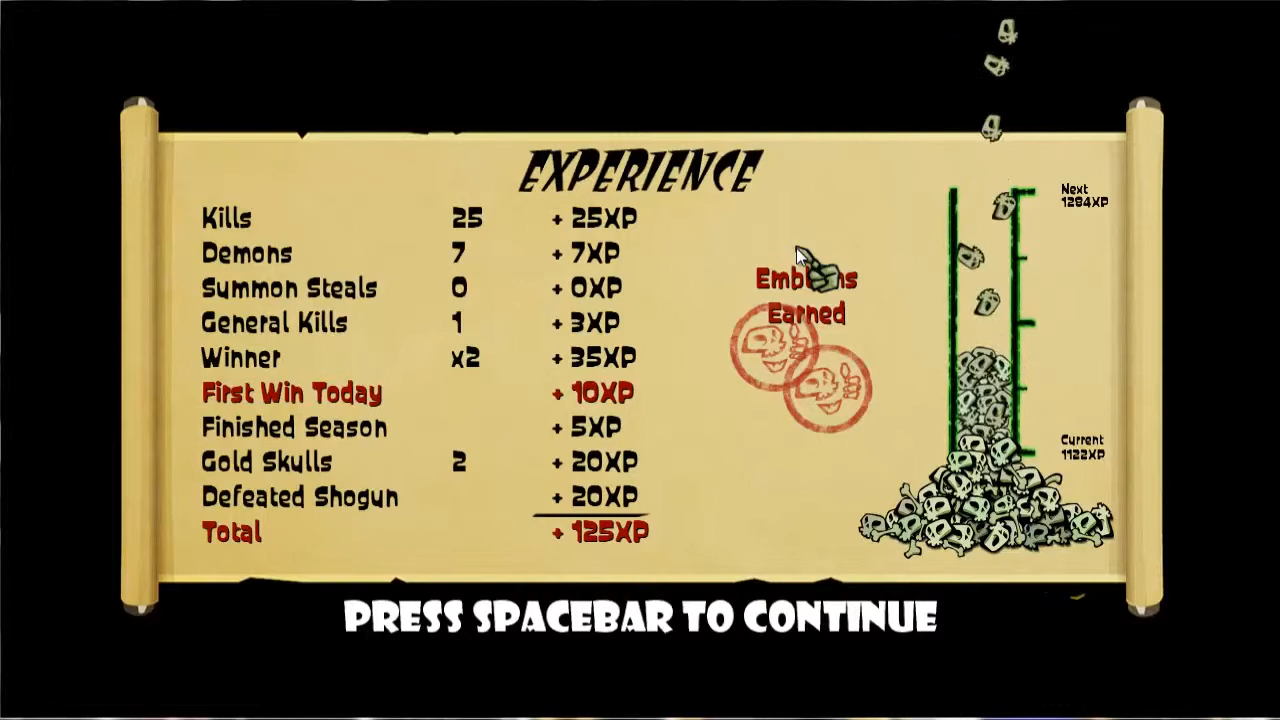 EXPERIENCE
Kills 25 + 25XP
Demons 7 + 7XP
Summon Steals 0 + 0XP
General Kills 1 + 3XP
Winner x2 + 35XP
First Win Today + 10XP
Finished Season + 5XP
Gold Skulls 2 + 20XP
Defeated Shogun + 20XP
Total + 125XP
Earned
Next
1284XP
Current
1122XP
PRESS SPACEBAR TO CONTINUE